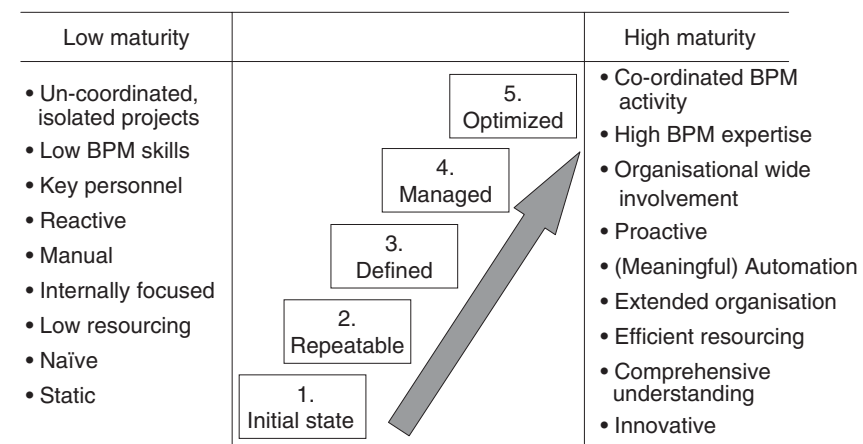 Low maturity
High maturity
• Un-coordinated,
isolated projects
• Low BPM skills
• Key personnel
• Reactive
• Manual
• Internally focused
• Low resourcing
• Naïve
• Static
5.
Optimized
4.
Managed
3.
Defined
2.
Repeatable
1.
Initial state
• Co-ordinated BPM
activity
• High BPM expertise
• Organisational wide
involvement
• Proactive
• (Meaningful) Automation
• Extended organisation
• Efficient resourcing
• Comprehensive
understanding
• Innovative